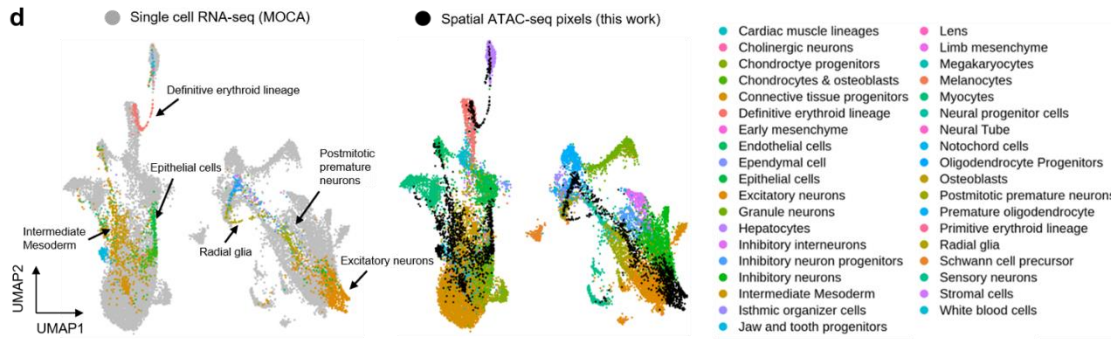 d
Single cell RNA-seq (MOCA)
Spatial ATAC-seq pixels (this work)
Definitive erythroid lineage
Epithelial cells
Postmitotic
premature
neurons
Intermediate
Mesoderm
Radial glia
Excitatory neurons
UMAP2
UMAP1
Cardiac muscle lineages
Cholinergic neurons
Chondroctye progenitors
Chondrocytes & osteoblasts
Connective tissue progenitors
Definitive erythroid lineage
Early mesenchyme
Endothelial cells
Ependymal cell
Epithelial cells
Excitatory neurons
Granule neurons
Hepatocytes
Inhibitory interneurons
Inhibitory neuron progenitors
Inhibitory neurons
Intermediate Mesoderm
Isthmic organizer cells
Jaw and tooth progenitors
Lens
Limb mesenchyme
Megakaryocytes
Melanocytes
Myocytes
Neural progenitor cells
Neural Tube
Notochord cells
Oligodendrocyte Progenitors
Osteoblasts
Postmitotic premature neurons
Premature oligodendrocyte
Primitive erythroid lineage
Radial glia
Schwann cell precursor
Sensory neurons
Stromal cells
White blood cells